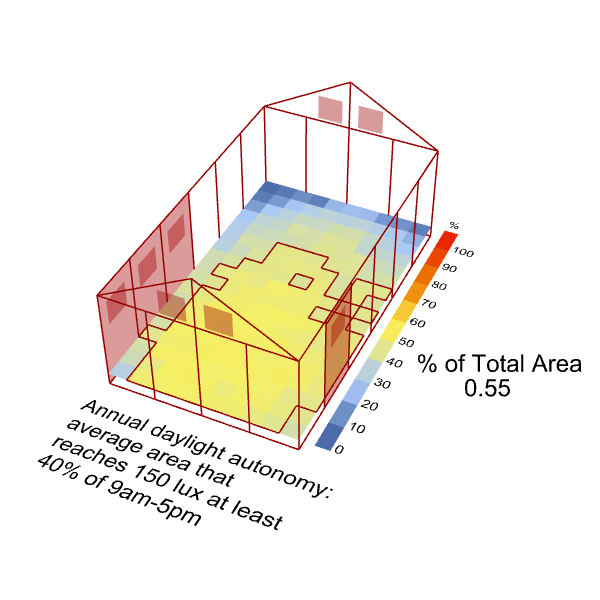 %
100
90
80
70
60
50
40
30
20
10
0
% of Total Area
0.55
Annual daylight autonomy:
average area that
reaches 150 lux at least
40% of 9am-5pm